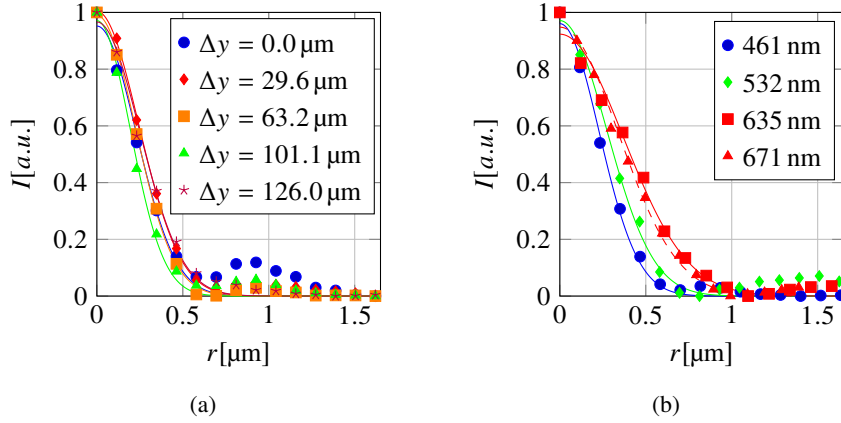 1
0.8
0.6
0.4
0.2
0
0 0.5 1 1.5
I[a.u.]
r[µm]
Δy = 0.0 µm
Δy = 29.6 µm
Δy = 63.2 µm
Δy = 101.1 µm
Δy = 126.0 µm
(a)
1
0.8
0.6
0.4
0.2
0
0 0.5 1 1.5
I[a.u.]
r[µm]
461 nm
532 nm
635 nm
671 nm
(b)